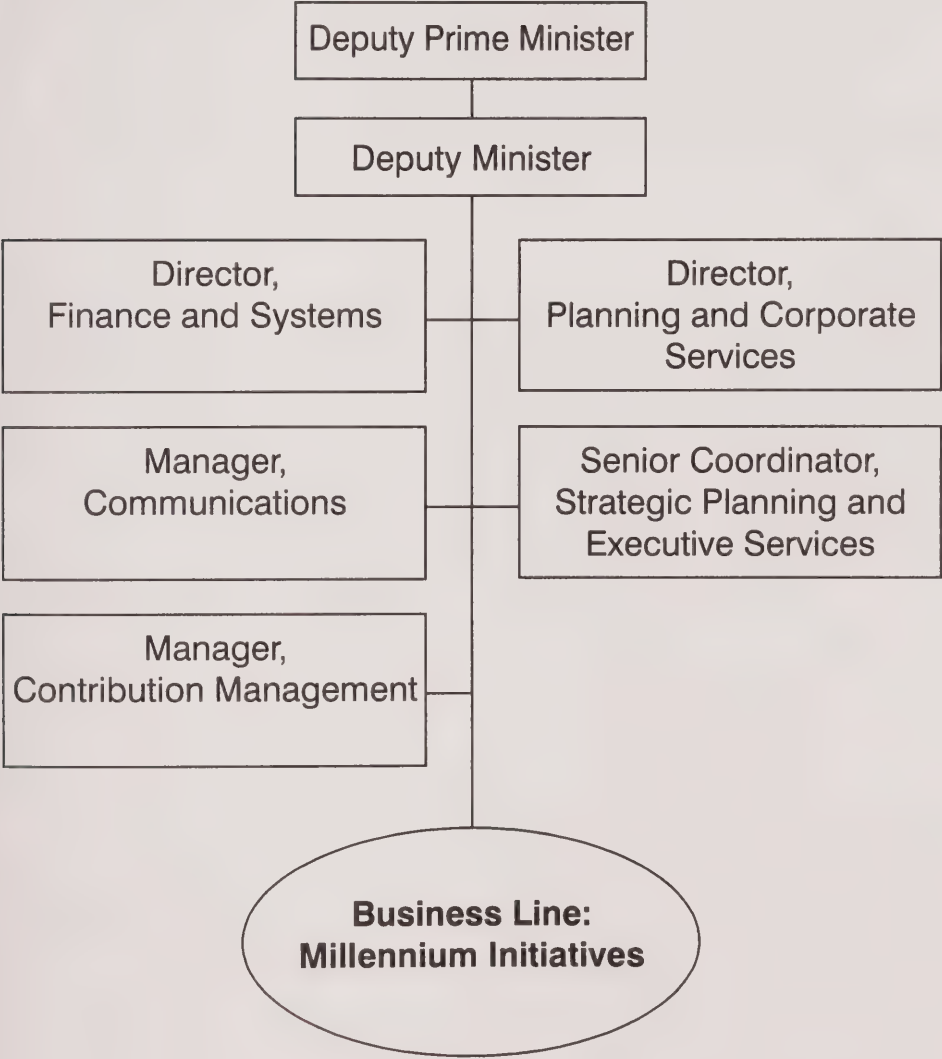 Deputy Prime Minister
Deputy Minister
Director,
Finance and Systems
Director,
Planning and Corporate
Services
Manager,
Communications
Senior Coordinator,
Strategic Planning and
Executive Services
Manager,
Contribution Management
Business Line:
Millennium Initiatives